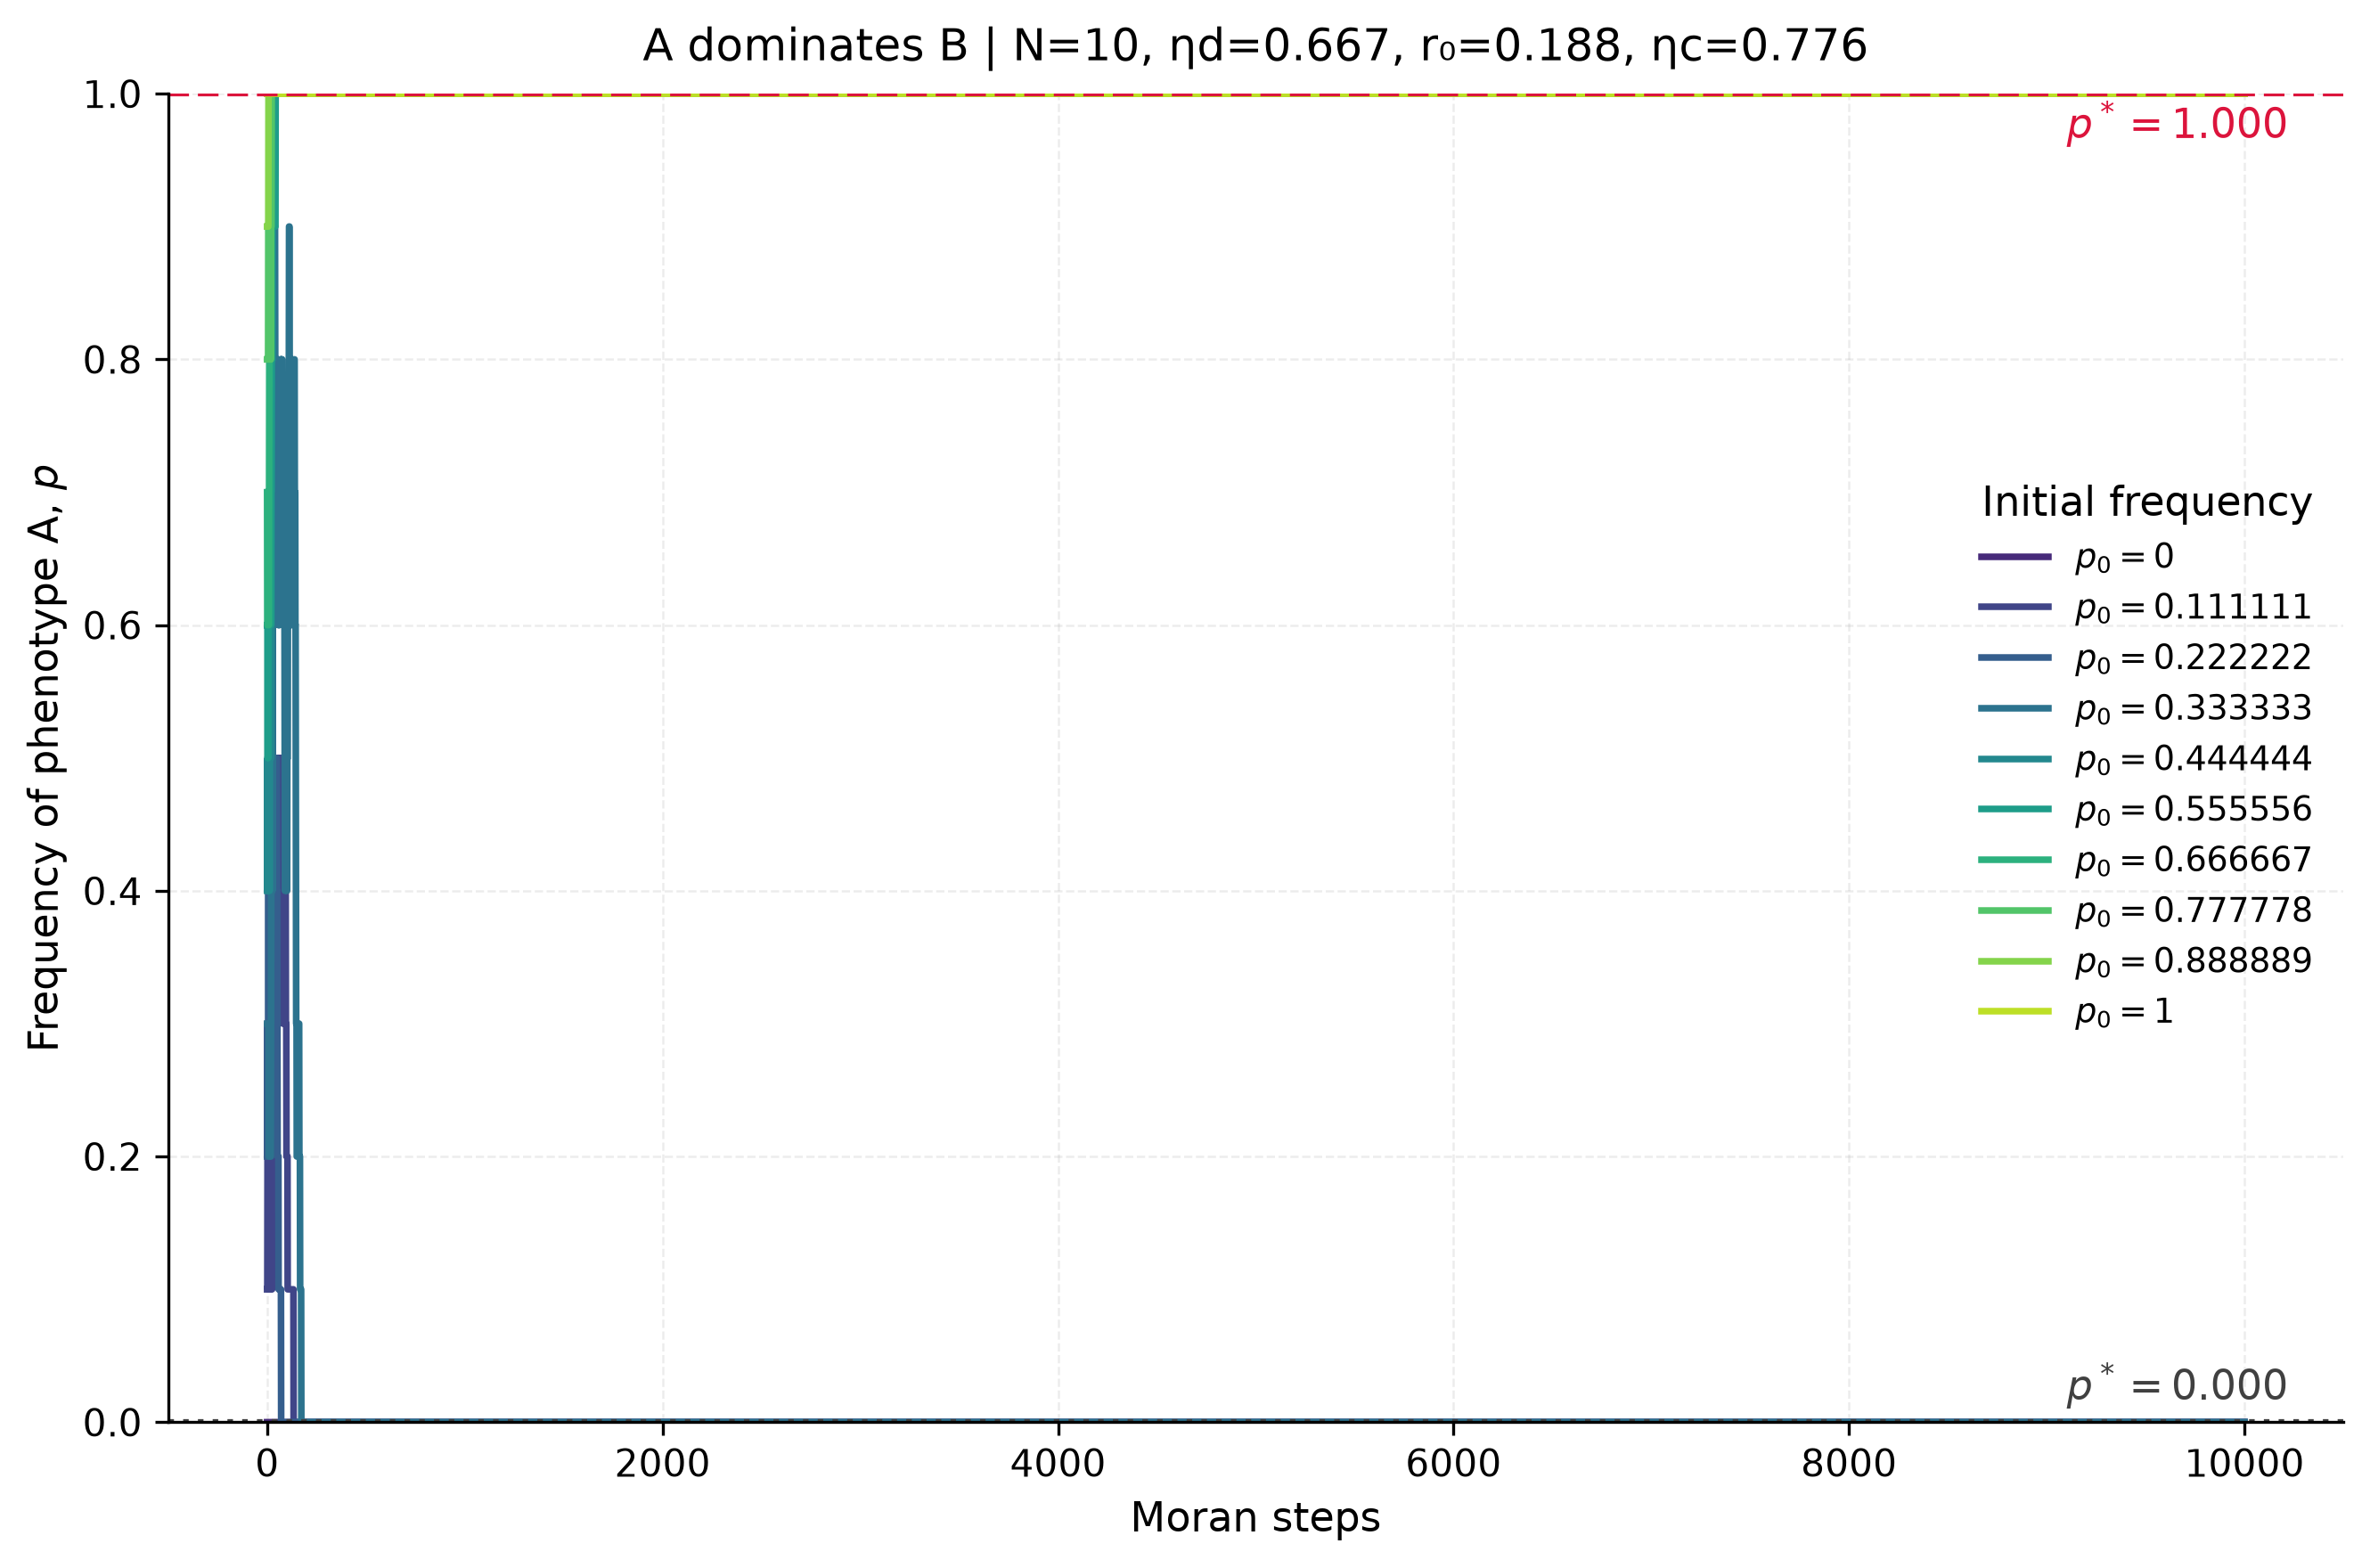 A dominates B | N=10, ηd=0.667, r₀=0.188, ηc=0.776
1.0
0.8
0.6
0.4
0.2
0.0
Frequency of phenotype A, p
p* = 1.000
Initial frequency
p₀ = 0
p₀ = 0.111111
p₀ = 0.222222
p₀ = 0.333333
p₀ = 0.444444
p₀ = 0.555556
p₀ = 0.666667
p₀ = 0.777778
p₀ = 0.888889
p₀ = 1
p* = 0.000
0 2000 4000 6000 8000 10000
Moran steps